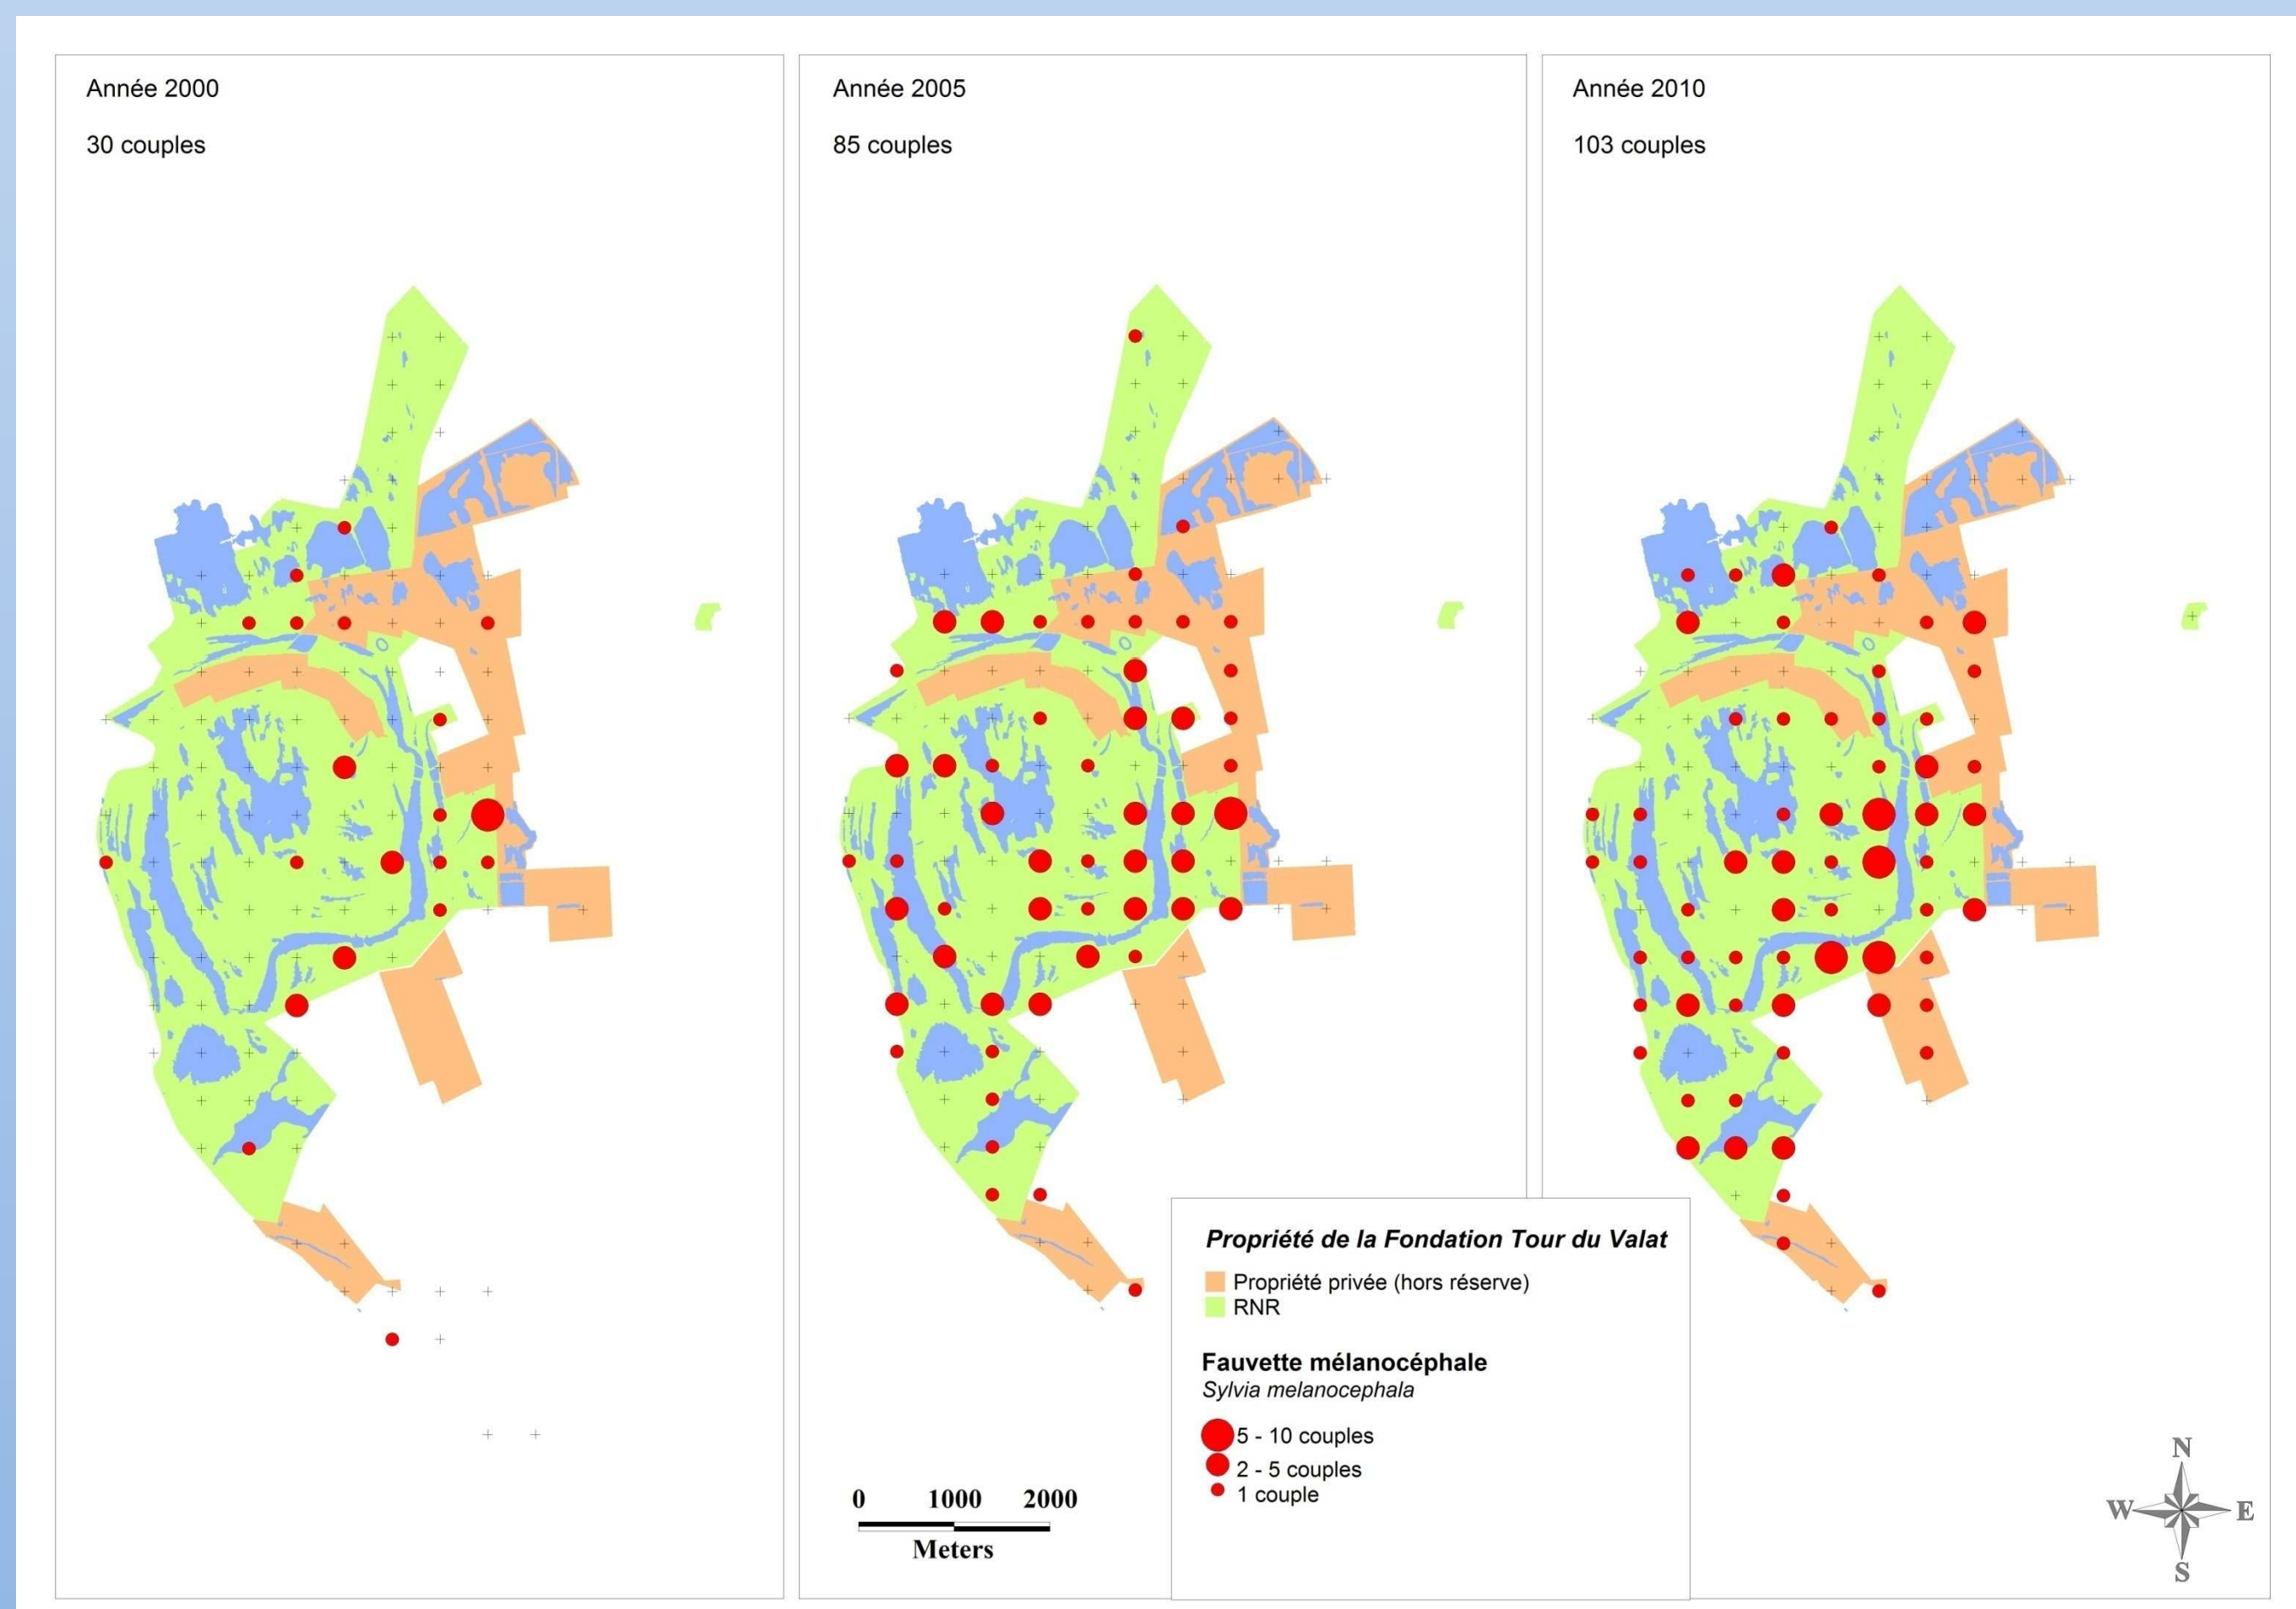 Année 2000
30 couples
Année 2005
85 couples
Année 2010
103 couples
Propriété de la Fondation Tour du Valat
Propriété privée (hors réserve)
RNR
Fauvette mélanocéphale
Sylvia melanocephala
5 - 10 couples
2 - 5 couples
1 couple
0 1000 2000
Meters
N
W E
S